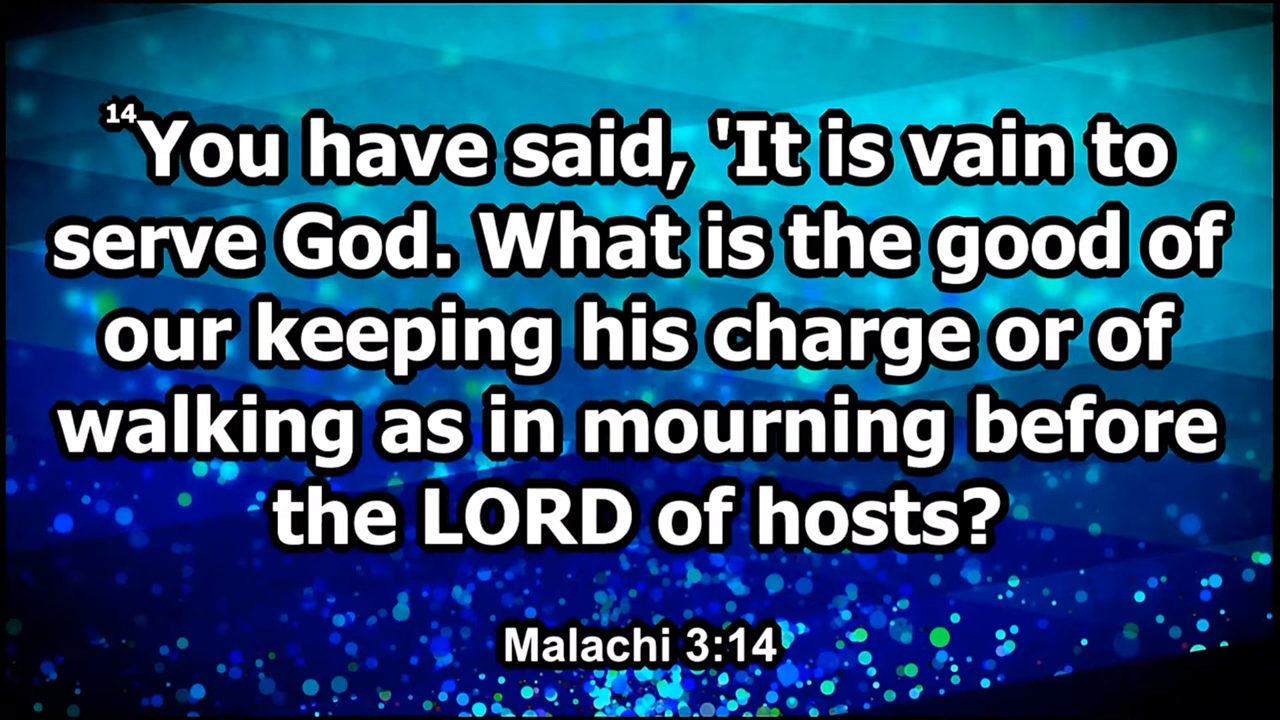 14You have said, 'It is vain to
serve God. What is the good of
our keeping his charge or of
walking as in mourning before
the LORD of hosts?
Malachi 3:14